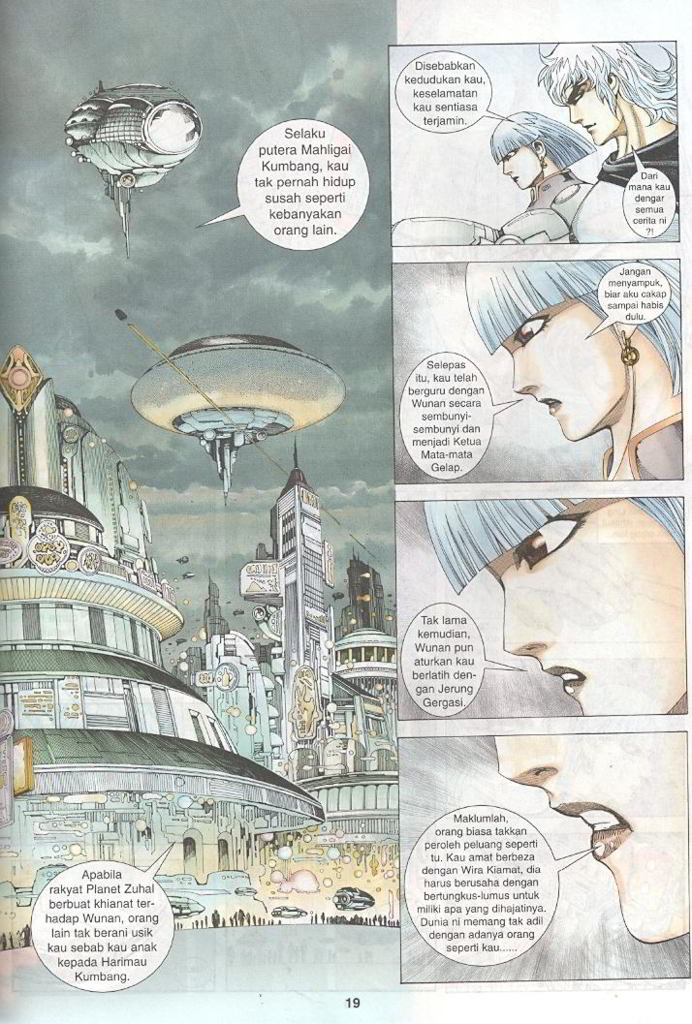 Selaku
putera Mahligai
Kumbang, kau
tak pernah hidup
susah seperti
kebanyakan
orang lain.
Apabila
rakyat Planet Zuhal
berbuat khianat ter-
hadap Wunan, orang
lain tak berani usik
kau sebab kau anak
kepada Harimau
Kumbang.
Disebabkan
kedudukan kau,
keselamatan
kau sentiasa
terjamin.
Dari
mana kau
dengar
semua
cerita ni
?!
Jangan
menyampuk,
biar aku cakap
sampai habis
dulu.
Selepas
itu, kau telah
berguru dengan
Wunan secara
sembunyi-
sembunyi dan
menjadi Ketua
Mata-mata
Gelap.
Tak lama
kemudian,
Wunan pun
aturkan kau
berlatih den-
gan Jerung
Gergasi.
Maklumlah,
orang biasa takkan
peroleh peluang seperti
tu. Kau amat berbeza
dengan Wira Kiamat, dia
harus berusaha dengan
bertungkus-lumus untuk
miliki apa yang dihajatinya.
Dunia ni memang tak adil
dengan adanya orang
seperti kau......
19